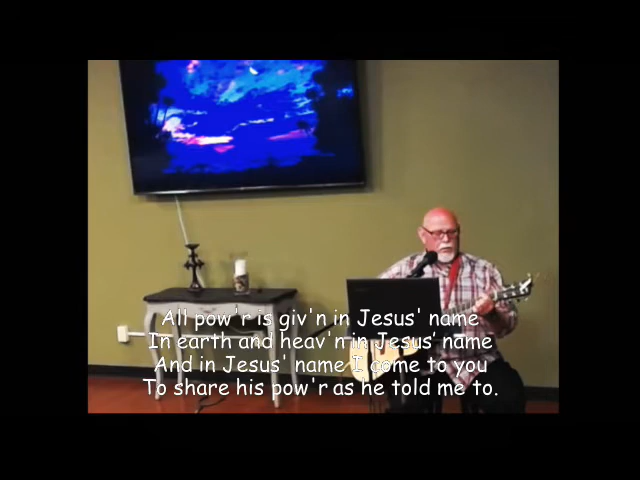 All pow'r is giv'n in Jesus' name
In earth and heav'n in Jesus' name
And in Jesus' name I come to you
To share his pow'r as he told me to.